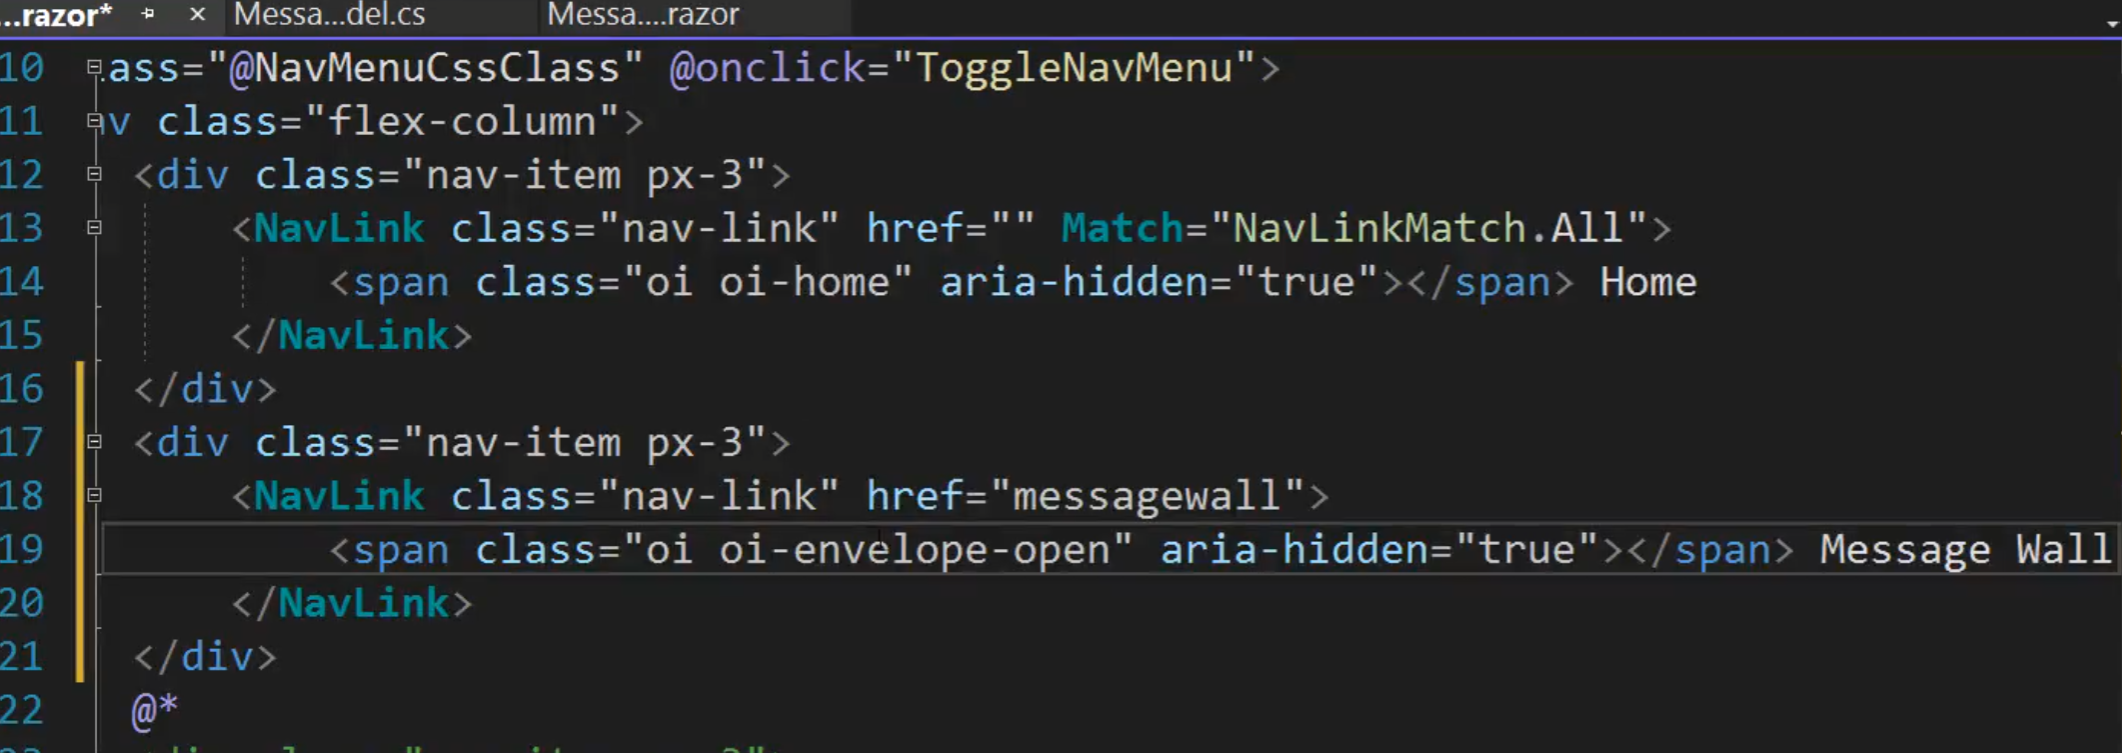 ...razor* Messa...del.cs Messa....razor
10 .ass="@NavMenuCssClass" @onclick="ToggleNavMenu">
11 av class="flex-column">
12 <div class="nav-item px-3">
13 <NavLink class="nav-link" href="" Match="NavLinkMatch.All">
14 <span class="oi oi-home" aria-hidden="true"></span> Home
15 </NavLink>
16 </div>
17 <div class="nav-item px-3">
18 <NavLink class="nav-link" href="messagewall">
19 <span class="oi oi-envelope-open" aria-hidden="true"></span> Message Wall
20 </NavLink>
21 </div>
22 @*